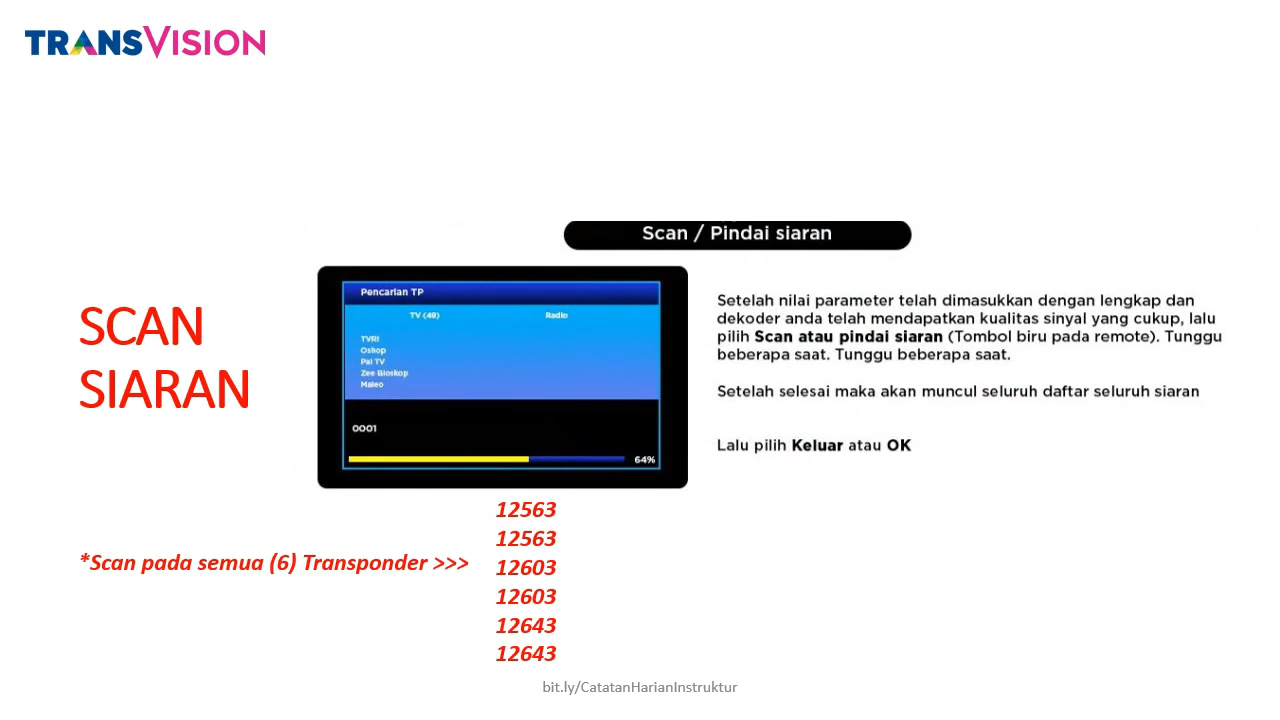 TRANSVISION
Scan / Pindai siaran
SCAN
SIARAN
Pencarian TP
TV (49) Radio
TVRI
Oshop
Pal TV
Zee Bioskop
Maleo
0001
64%
Setelah nilai parameter telah dimasukkan dengan lengkap dan
dekoder anda telah mendapatkan kualitas sinyal yang cukup, lalu
pilih Scan atau pindai siaran (Tombol biru pada remote). Tunggu
beberapa saat. Tunggu beberapa saat.
Setelah selesai maka akan muncul seluruh daftar seluruh siaran
Lalu pilih Keluar atau OK
*Scan pada semua (6) Transponder >>>
12563
12563
12603
12603
12643
12643
bit.ly/CatatanHarianInstruktur